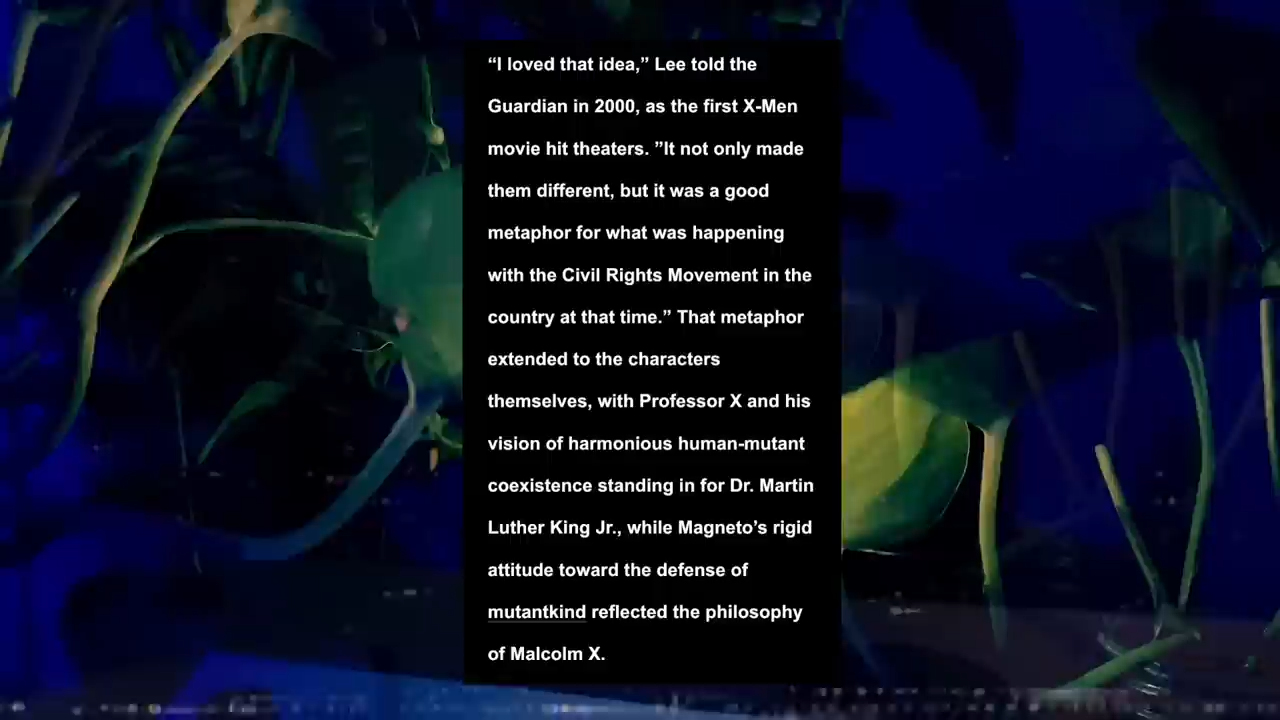 “I loved that idea,” Lee told the
Guardian in 2000, as the first X-Men
movie hit theaters. ”It not only made
them different, but it was a good
metaphor for what was happening
with the Civil Rights Movement in the
country at that time.” That metaphor
extended to the characters
themselves, with Professor X and his
vision of harmonious human-mutant
coexistence standing in for Dr. Martin
Luther King Jr., while Magneto’s rigid
attitude toward the defense of
mutantkind reflected the philosophy
of Malcolm X.